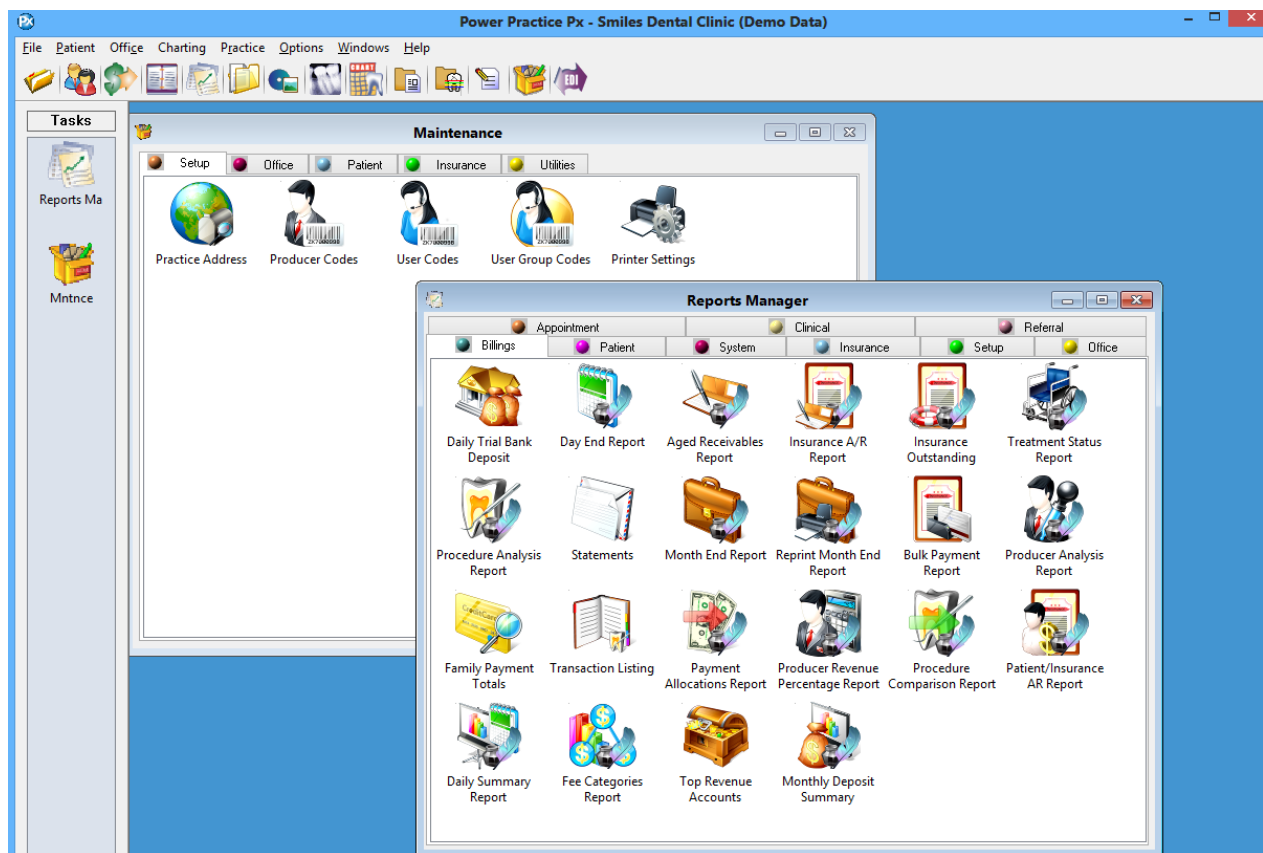 Power Practice Px - Smiles Dental Clinic (Demo Data)
File Patient Office Charting Practice Options Windows Help
EDI
Tasks
Reports Ma
Mntnce
Maintenance
Setup Office Patient Insurance Utilities
Practice Address Producer Codes User Codes User Group Codes Printer Settings
Reports Manager
Appointment Clinical Referral
Billings Patient System Insurance Setup Office
Daily Trial Bank Day End Report Aged Receivables Insurance A/R Insurance Treatment Status
Deposit Report Report Outstanding Report
Procedure Analysis Statements Month End Report Reprint Month End Bulk Payment Producer Analysis
Report Report Report Report
Family Payment Transaction Listing Payment Producer Revenue Procedure Patient/Insurance
Totals Allocations Report Percentage Report Comparison Report AR Report
Daily Summary Fee Categories Top Revenue Monthly Deposit
Report Report Accounts Summary